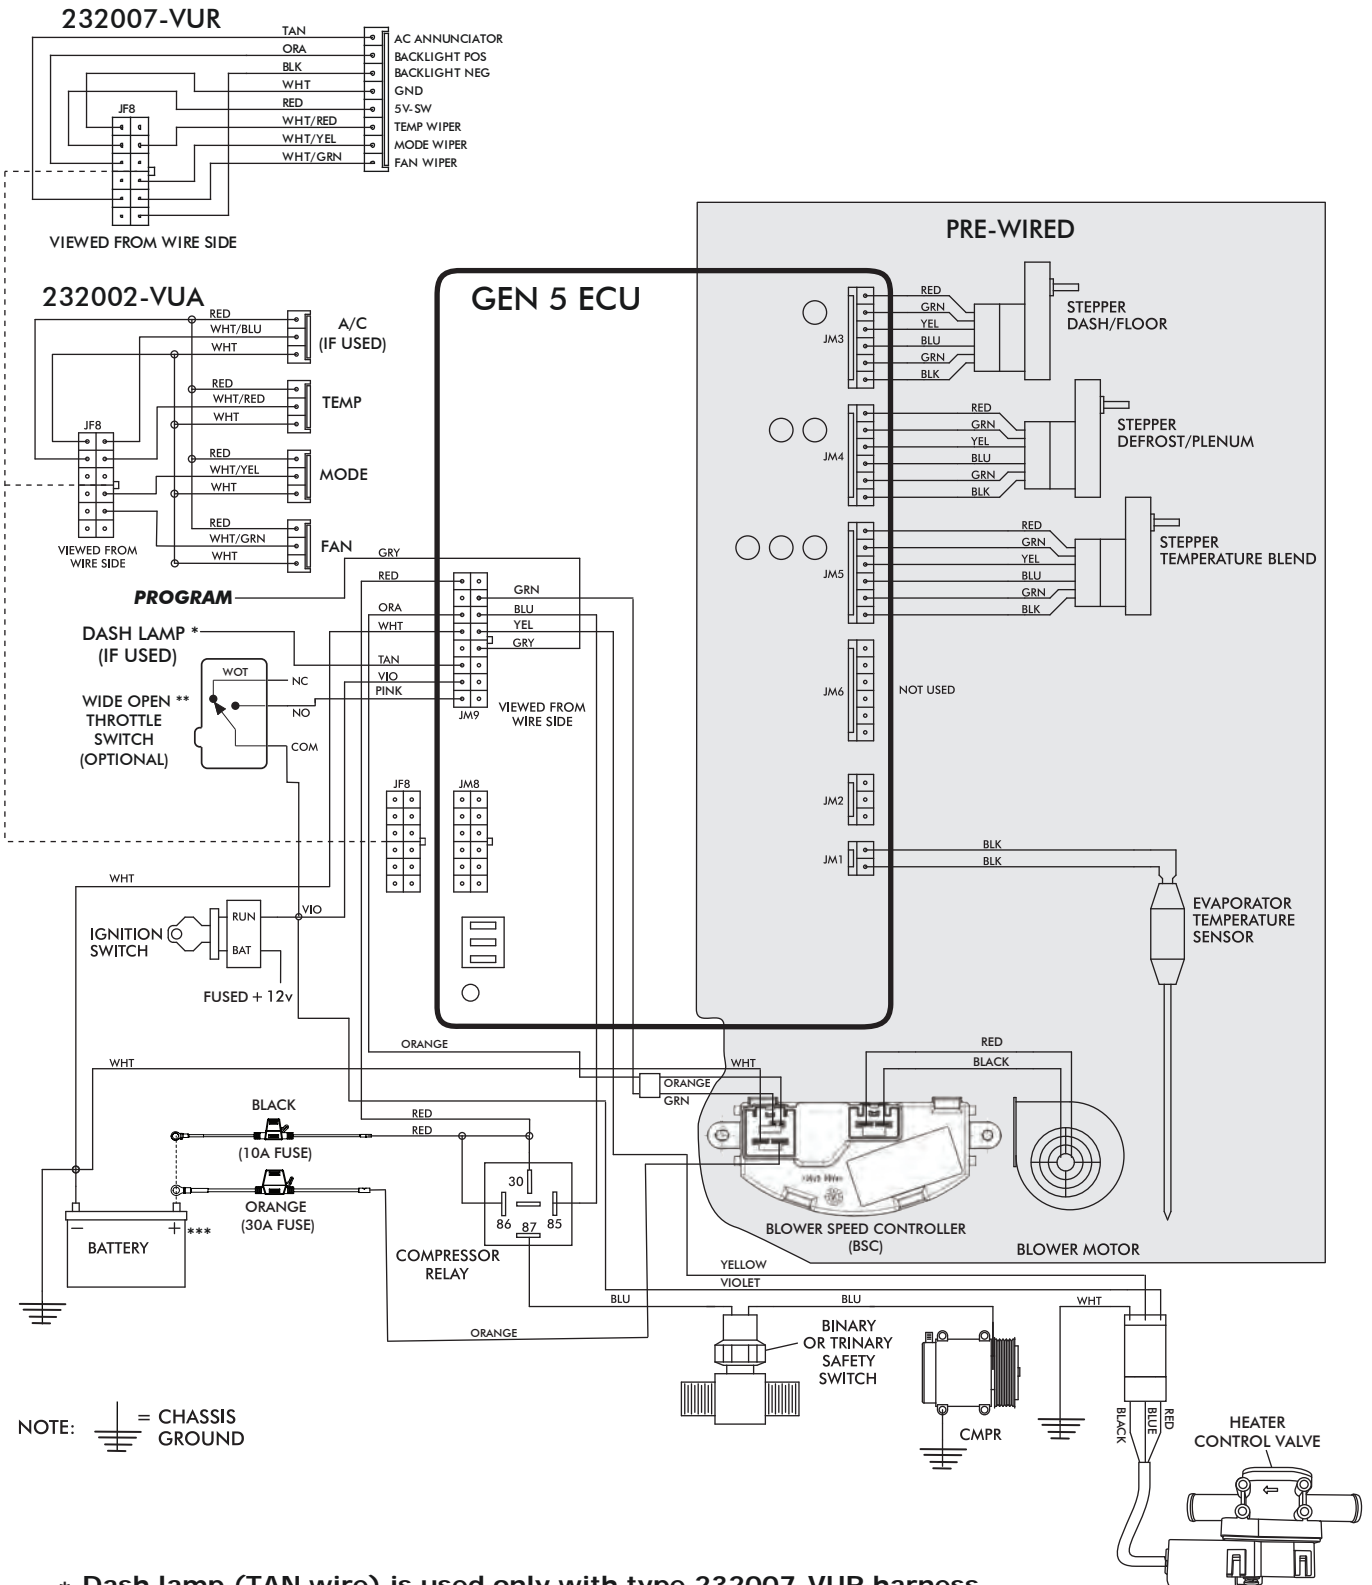 232007-VUR
TAN
ORA
BLK
WHT
RED
WHT/RED
WHT/YEL
WHT/GRN
AC ANNUNCIATOR
BACKLIGHT POS
BACKLIGHT NEG
GND
5V-SW
TEMP WIPER
MODE WIPER
FAN WIPER
JF8
VIEWED FROM WIRE SIDE
232002-VUA
RED
WHT/BLU
WHT
A/C
(IF USED)
RED
WHT/RED
WHT
TEMP
JF8
RED
WHT/YEL
WHT
MODE
RED
WHT/GRN
WHT
FAN
VIEWED FROM
WIRE SIDE
GEN 5 ECU
PRE-WIRED
JM3
RED
GRN
YEL
BLU
GRN
BLK
STEPPER
DASH/FLOOR
JM4
RED
GRN
YEL
BLU
GRN
BLK
STEPPER
DEFROST/PLENUM
JM5
RED
GRN
YEL
BLU
GRN
BLK
STEPPER
TEMPERATURE BLEND
JM6
NOT USED
JM2
JM1
BLK
BLK
EVAPORATOR
TEMPERATURE
SENSOR
PROGRAM
DASH LAMP *
(IF USED)
WIDE OPEN **
THROTTLE
SWITCH
(OPTIONAL)
WOT
NC
NO
COM
GRY
RED
ORA
WHT
TAN
VIO
PINK
GRN
BLU
YEL
GRY
JM9
VIEWED FROM
WIRE SIDE
JF8
JM8
WHT
VIO
IGNITION
SWITCH
RUN
BAT
FUSED + 12v
ORANGE
WHT
WHT
ORANGE
GRN
RED
BLACK
BLACK
(10A FUSE)
RED
RED
ORANGE
(30A FUSE)
BATTERY
-
+ ***
30
86
87
85
COMPRESSOR
RELAY
BLOWER SPEED CONTROLLER
(BSC)
BLOWER MOTOR
YELLOW
VIOLET
BLU
BLU
ORANGE
WHT
BINARY
OR TRINARY
SAFETY
SWITCH
CMPR
BLACK
BLUE
RED
HEATER
CONTROL VALVE
NOTE:
= CHASSIS
GROUND
* Dash lamp (TAN wire) is used only with type 232007-VUR harness